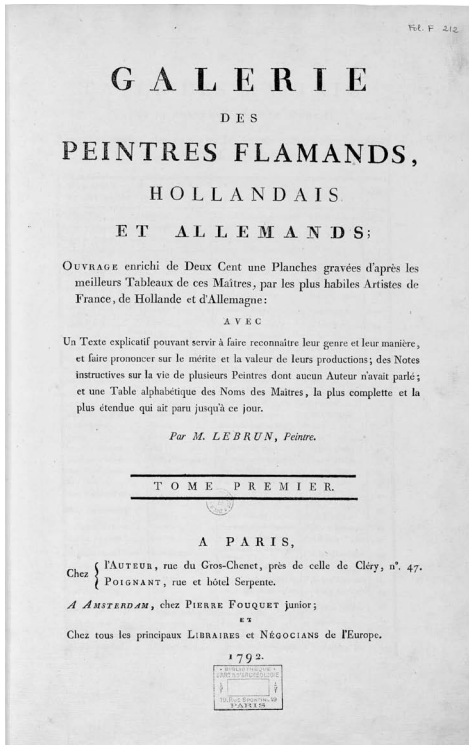 Fol. F 212
GALERIE
DES
PEINTRES FLAMANDS,
HOLLANDAIS
ET ALLEMANDS;
OUVRAGE enrichi de Deux Cent une Planches gravées d'après les
meilleurs Tableaux de ces Maîtres, par les plus habiles Artistes de
France, de Hollande et d'Allemagne:
AVEC
Un Texte explicatif pouvant servir à faire reconnaître leur genre et leur manière,
et faire prononcer sur le mérite et la valeur de leurs productions; des Notes
instructives sur la vie de plusieurs Peintres dont aucun Auteur n'avait parlé;
et une Table alphabétique des Noms des Maîtres, la plus complette et la
plus étendue qui ait paru jusqu'à ce jour.
Par M. LEBRUN, Peintre.
TOME PREMIER.
A PARIS,
Chez { l'AUTEUR, rue du Gros-Chenet, près de celle de Cléry, n°. 47.
POIGNANT, rue et hôtel Serpente.
A AMSTERDAM, chez PIERRE FOUQUET junior;
ET
Chez tous les principaux LIBRAIRES et NÉGOCIANS de l'Europe.
1792.
BIBLIOTHÈQUE
D'ART ET D'ARCHÉOLOGIE
PARIS